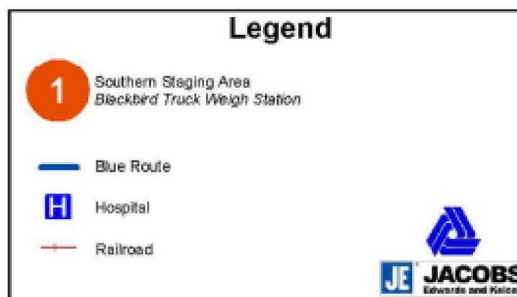 Legend
1
Southern Staging Area
Blackbird Truck Weigh Station
Blue Route
H
Hospital
Railroad
JE JACOBS
Edwards and Kelcey